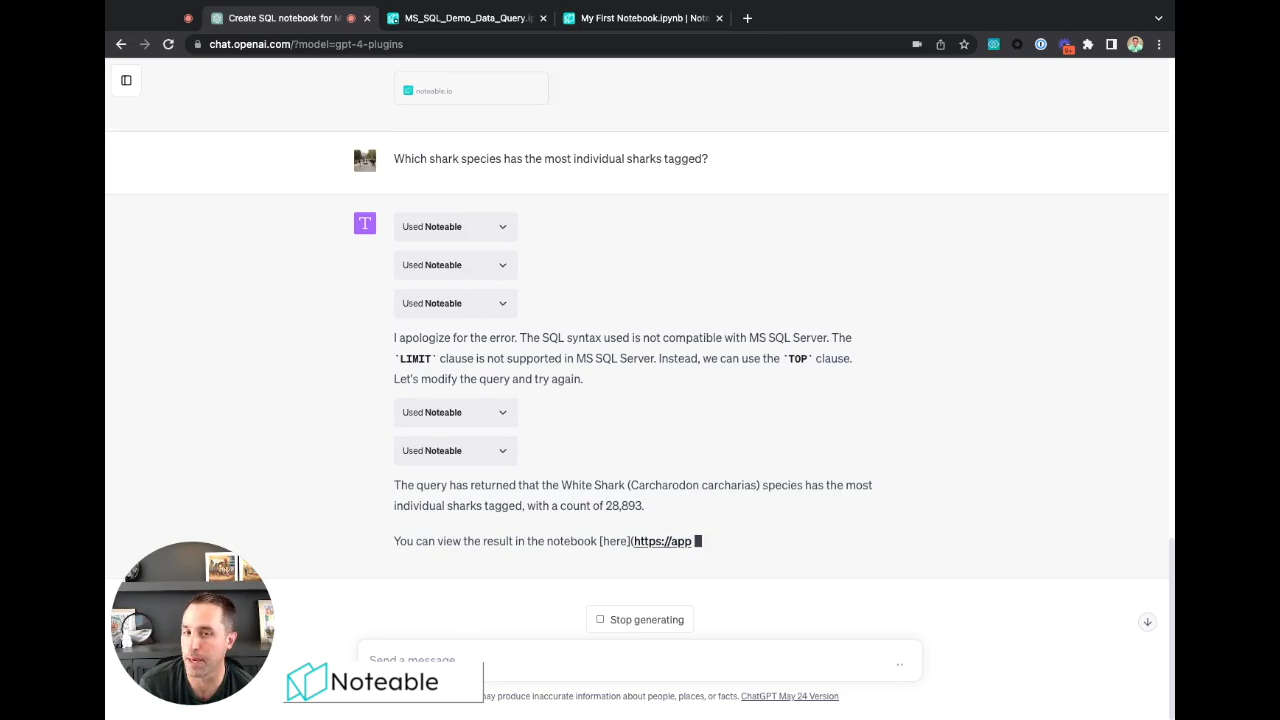 Create SQL notebook for M
MS_SQL_Demo_Data_Query.ip
My First Notebook.ipynb | Note
chat.openai.com/?model=gpt-4-plugins
9+
noteable.io
Which shark species has the most individual sharks tagged?
T
Used Noteable
Used Noteable
Used Noteable
I apologize for the error. The SQL syntax used is not compatible with MS SQL Server. The
`LIMIT` clause is not supported in MS SQL Server. Instead, we can use the `TOP` clause.
Let's modify the query and try again.
Used Noteable
Used Noteable
The query has returned that the White Shark (Carcharodon carcharias) species has the most
individual sharks tagged, with a count of 28,893.
You can view the result in the notebook [here](https://app
Stop generating
Send a message
Noteable
may produce inaccurate information about people, places, or facts. ChatGPT May 24 Version